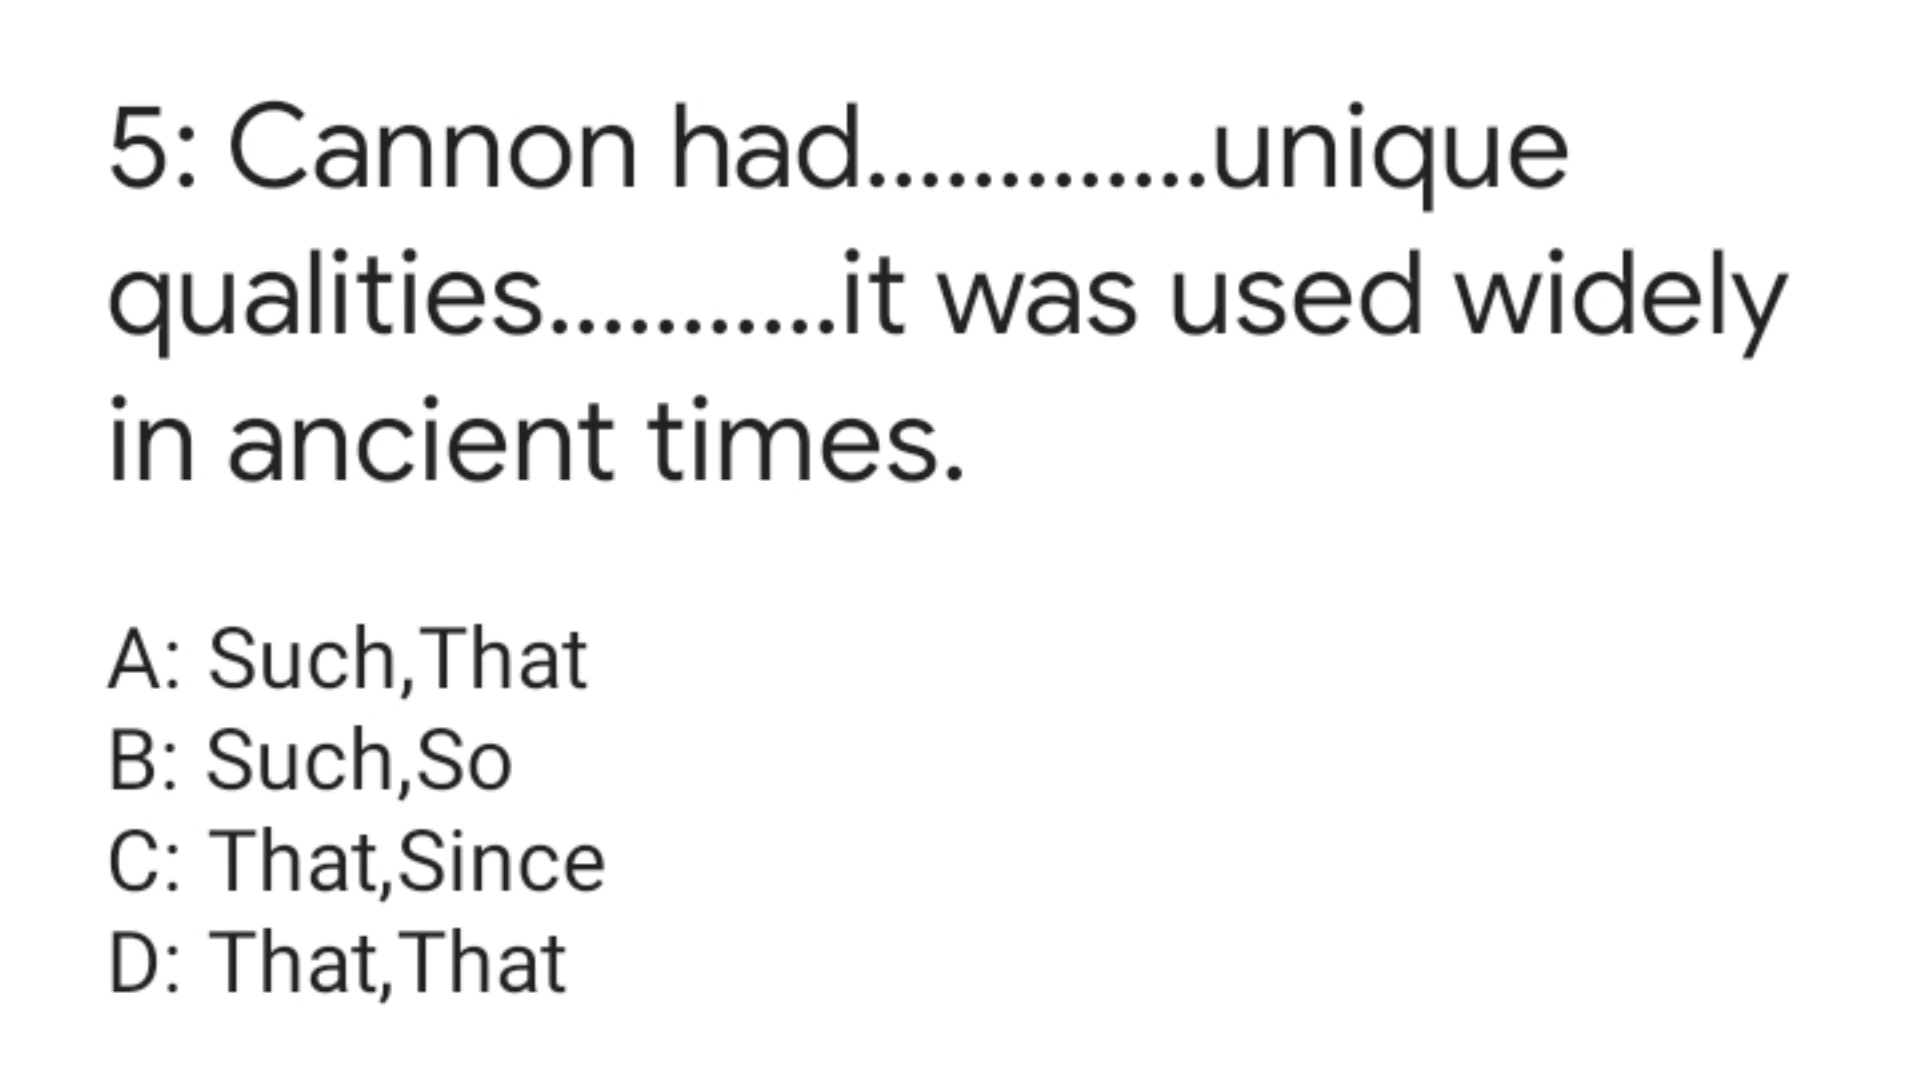 5: Cannon had.............unique
qualities...........it was used widely
in ancient times.
A: Such,That
B: Such,So
C: That,Since
D: That,That